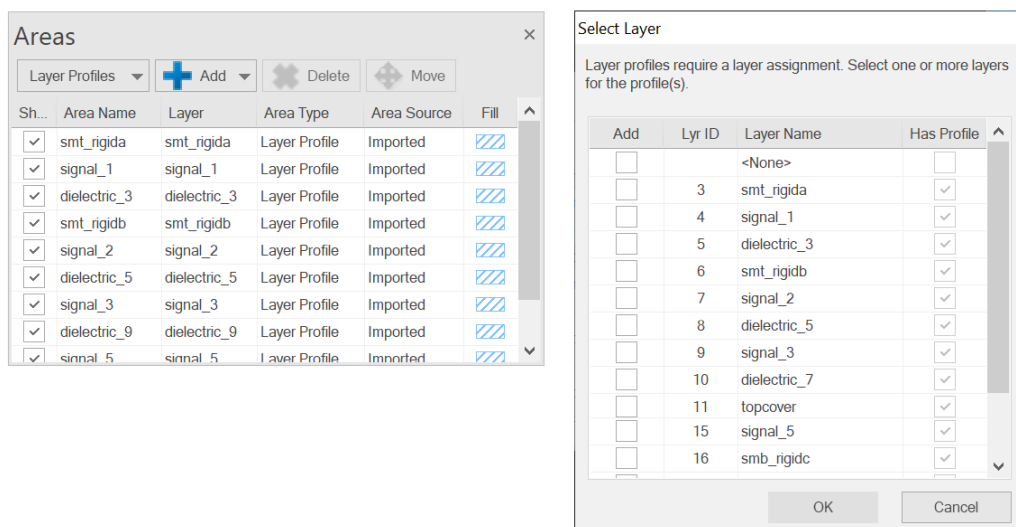 Areas
Layer Profiles Add Delete Move
Sh... Area Name Layer Area Type Area Source Fill
smt_rigida smt_rigida Layer Profile Imported
signal_1 signal_1 Layer Profile Imported
dielectric_3 dielectric_3 Layer Profile Imported
smt_rigidb smt_rigidb Layer Profile Imported
signal_2 signal_2 Layer Profile Imported
dielectric_5 dielectric_5 Layer Profile Imported
signal_3 signal_3 Layer Profile Imported
dielectric_9 dielectric_9 Layer Profile Imported
signal_5 signal_5 Layer Profile Imported
Select Layer
Layer profiles require a layer assignment. Select one or more layers
for the profile(s).
Add Lyr ID Layer Name Has Profile
<None>
3 smt_rigida
4 signal_1
5 dielectric_3
6 smt_rigidb
7 signal_2
8 dielectric_5
9 signal_3
10 dielectric_7
11 topcover
15 signal_5
16 smb_rigidc
OK Cancel